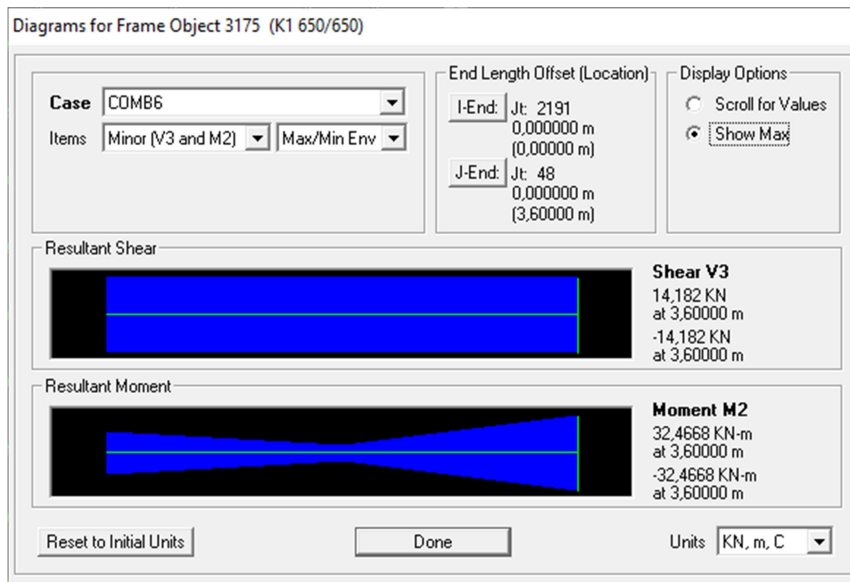 Diagrams for Frame Object 3175 (K1 650/650)
Case COMB6
Items Minor (V3 and M2) Max/Min Env
End Length Offset (Location)
I-End: Jt: 2191
0,000000 m
(0,00000 m)
J-End: Jt: 48
0,000000 m
(3,60000 m)
Display Options
Scroll for Values
Show Max
Resultant Shear
Shear V3
14,182 KN
at 3,60000 m
-14,182 KN
at 3,60000 m
Resultant Moment
Moment M2
32,4668 KN-m
at 3,60000 m
-32,4668 KN-m
at 3,60000 m
Reset to Initial Units
Done
Units KN, m, C